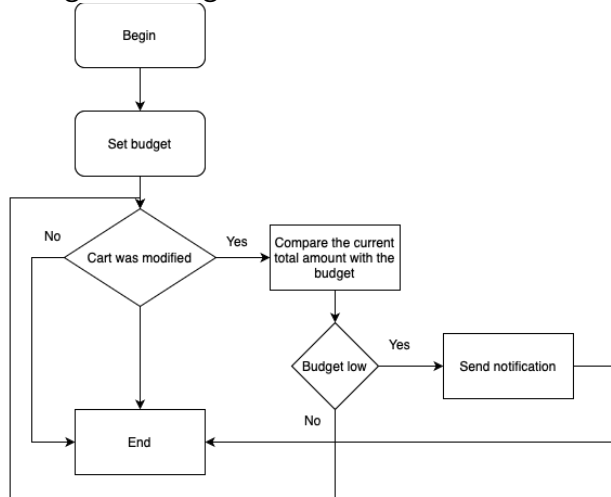 Begin
Set budget
No
Cart was modified
Yes
Compare the current
total amount with the
budget
Budget low
Yes
Send notification
No
End